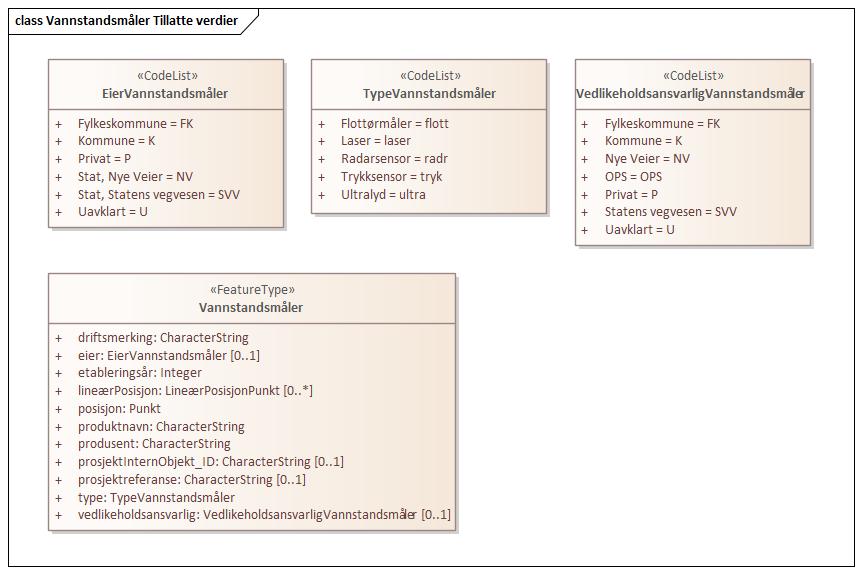 class Vannstandsmåler Tillatte verdier
«CodeList»
EierVannstandsmåler
+ Fylkeskommune = FK
+ Kommune = K
+ Privat = P
+ Stat, Nye Veier = NV
+ Stat, Statens vegvesen = SVV
+ Uavklart = U
«CodeList»
TypeVannstandsmåler
+ Flottørmåler = flott
+ Laser = laser
+ Radarsensor = radr
+ Trykksensor = tryk
+ Ultralyd = ultra
«CodeList»
VedlikeholdsansvarligVannstandsmåler
+ Fylkeskommune = FK
+ Kommune = K
+ Nye Veier = NV
+ OPS = OPS
+ Privat = P
+ Statens vegvesen = SVV
+ Uavklart = U
«FeatureType»
Vannstandsmåler
+ driftsmerking: CharacterString
+ eier: EierVannstandsmåler [0..1]
+ etableringsår: Integer
+ lineærPosisjon: LineærPosisjonPunkt [0..*]
+ posisjon: Punkt
+ produktnavn: CharacterString
+ produsent: CharacterString
+ prosjektInternObjekt_ID: CharacterString [0..1]
+ prosjektreferanse: CharacterString [0..1]
+ type: TypeVannstandsmåler
+ vedlikeholdsansvarlig: VedlikeholdsansvarligVannstandsmåler [0..1]